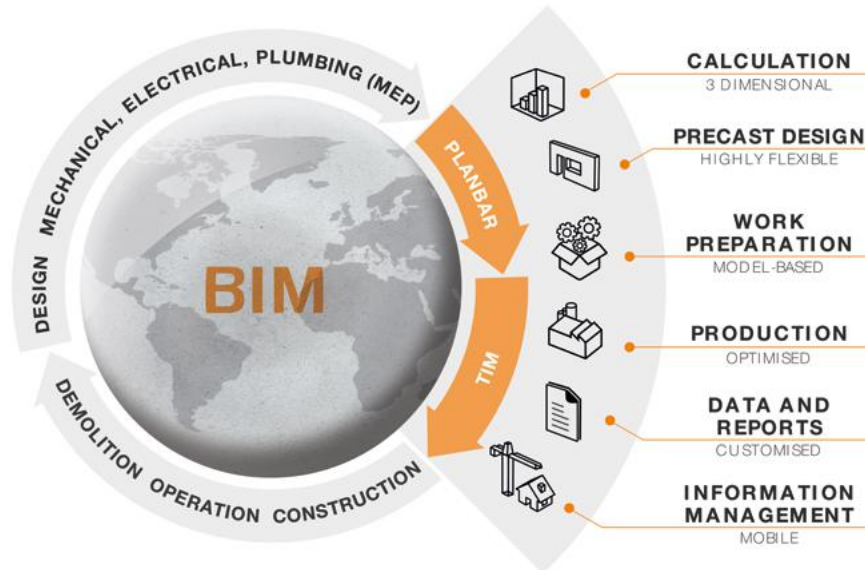 DESIGN MECHANICAL, ELECTRICAL, PLUMBING (MEP)
PLANBAR
BIM
TIM
DEMOLITION OPERATION CONSTRUCTION
CALCULATION
3 DIMENSIONAL
PRECAST DESIGN
HIGHLY FLEXIBLE
WORK
PREPARATION
MODEL-BASED
PRODUCTION
OPTIMISED
DATA AND
REPORTS
CUSTOMISED
INFORMATION
MANAGEMENT
MOBILE